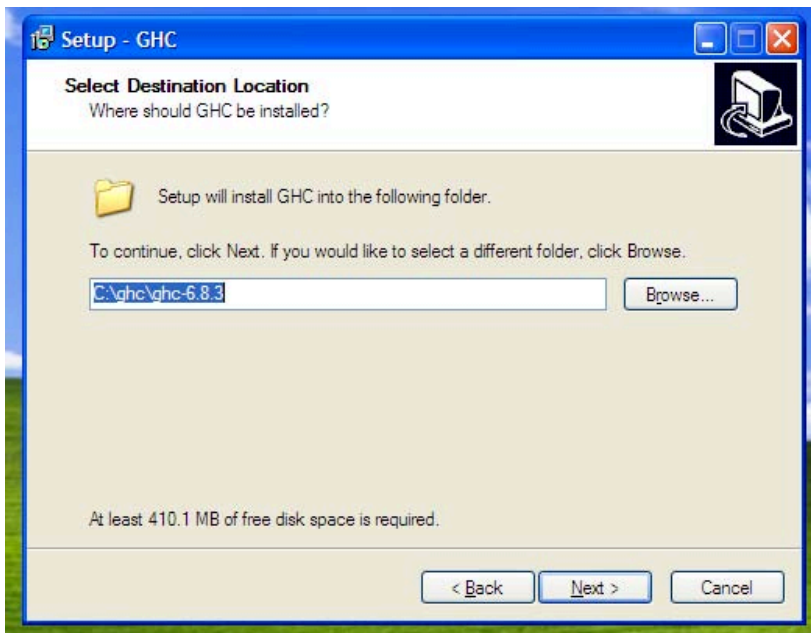 Setup - GHC
Select Destination Location
Where should GHC be installed?
Setup will install GHC into the following folder.
To continue, click Next. If you would like to select a different folder, click Browse.
C:\ghc\ghc-6.8.3
Browse...
At least 410.1 MB of free disk space is required.
< Back
Next >
Cancel